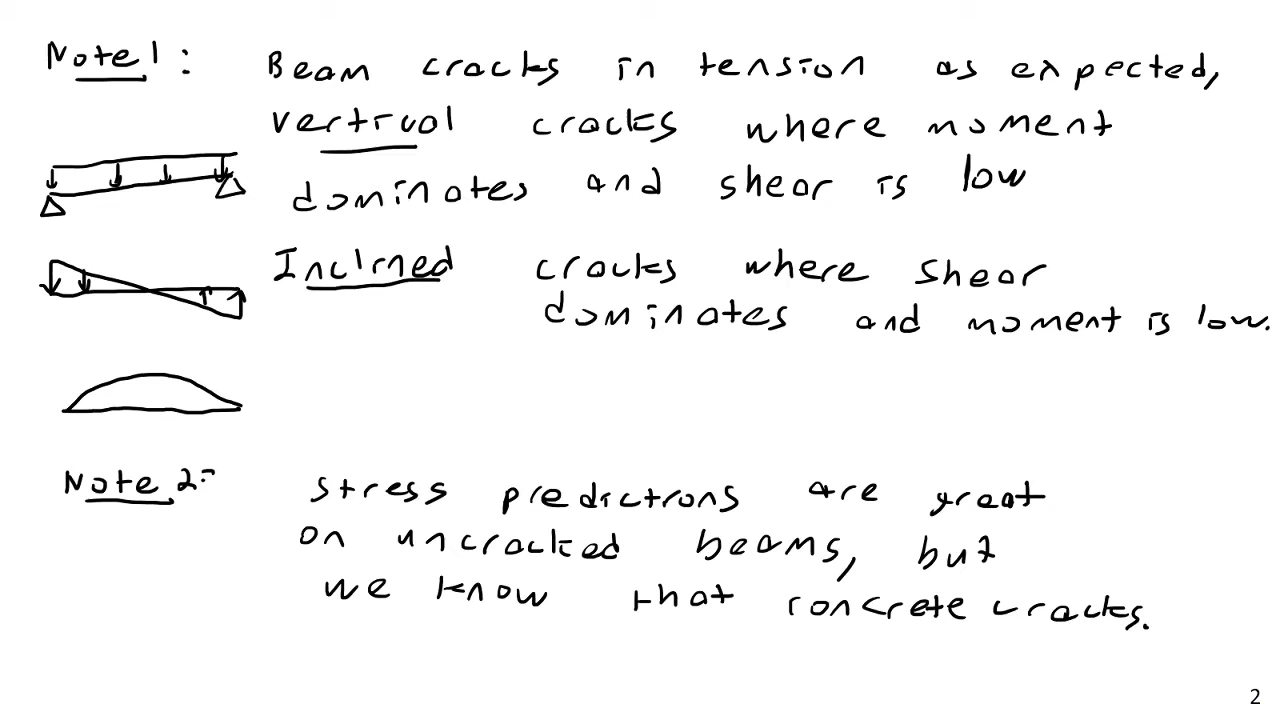 Note 1: Beam cracks in tension as expected,
vertical cracks where moment
dominates and shear is low
Inclined cracks where shear
dominates and moment is low.
Note 2: stress predictions are great
on uncracked beams, but
we know that concrete cracks.
2